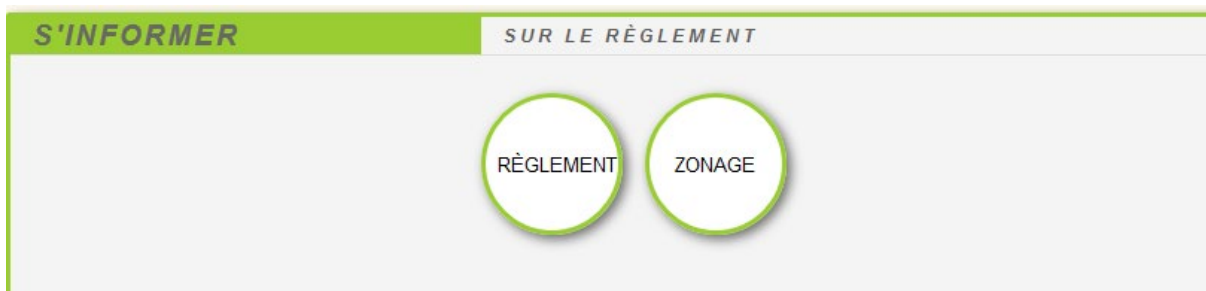 S'INFORMER
SUR LE RÈGLEMENT
RÈGLEMENT
ZONAGE